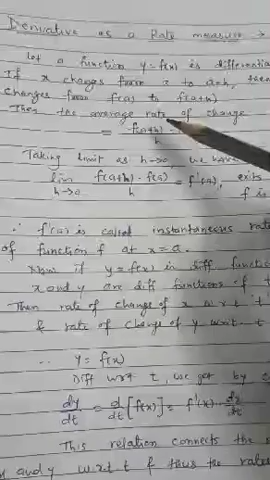 Derivative as a Rate measure →
Let a function y = f(x) is differentia
If x changes from x to a+h, then
changes from f(a) to f(a+h)
Then the average rate of change
= f(a+h) - 
h
Taking limit as h→0, we have
lim f(a+h) - f(a) = f'(a), exists
h→0 h f is
∴ f'(a) is called instantaneous rate
of function f at x = a.
Now if y = f(x) is diff functio
x and y are diff functions of t
Then rate of change of x w.r.t 't
& rate of change of y w.r.t t
∴ y = f(x)
Diff w.r.t t, we get by
dy/dt = d/dt [f(x)] = f'(x) · dx/dt
This relation connects the
and y w.r.t t & thus the rate